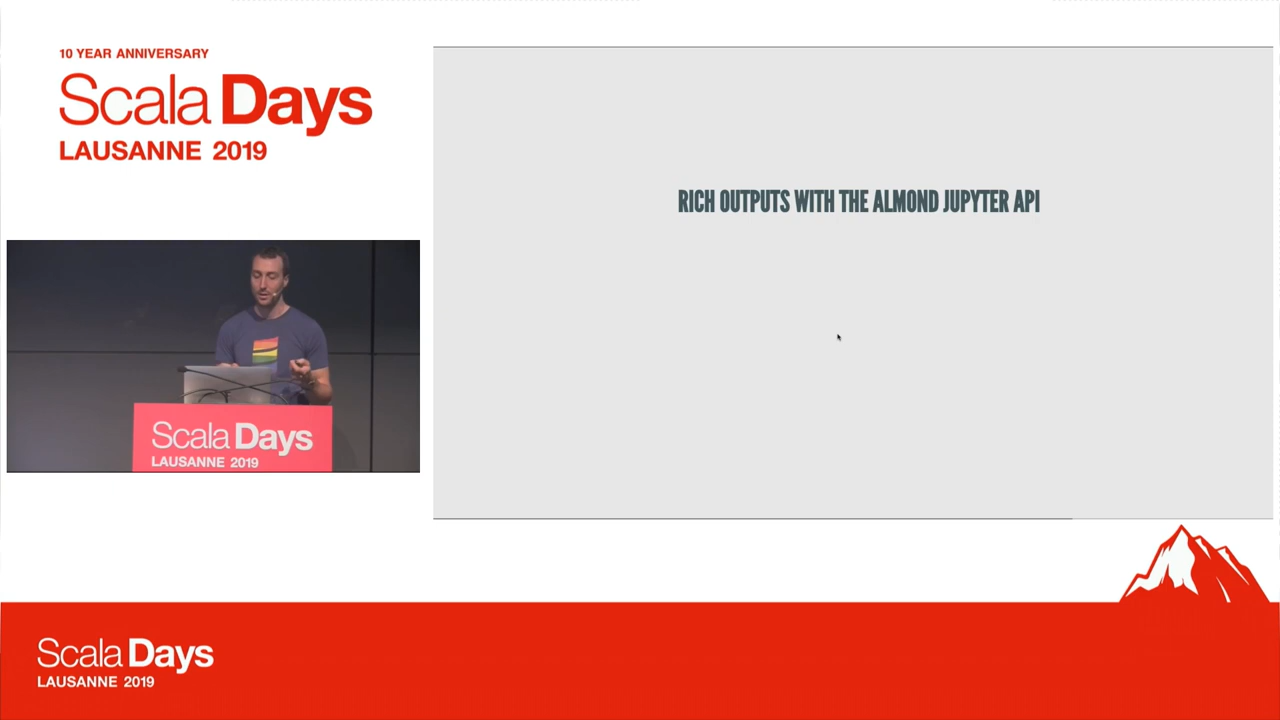 10 YEAR ANNIVERSARY
Scala Days
LAUSANNE 2019
RICH OUTPUTS WITH THE ALMOND JUPYTER API
Scala Days
LAUSANNE 2019
Scala Days
LAUSANNE 2019